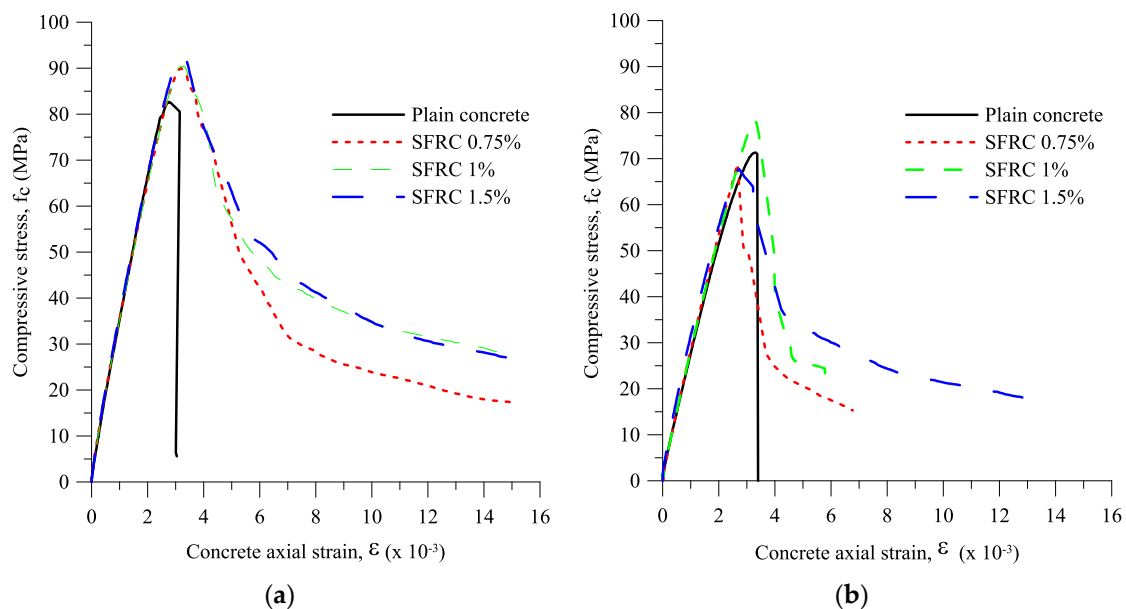 100
90
80
70
60
50
40
30
20
10
0
Compressive stress, fc (MPa)
Plain concrete
SFRC 0.75%
SFRC 1%
SFRC 1.5%
0 2 4 6 8 10 12 14 16
Concrete axial strain, ε (x 10-3)
(a)
100
90
80
70
60
50
40
30
20
10
0
Compressive stress, fc (MPa)
Plain concrete
SFRC 0.75%
SFRC 1%
SFRC 1.5%
0 2 4 6 8 10 12 14 16
Concrete axial strain, ε (x 10-3)
(b)